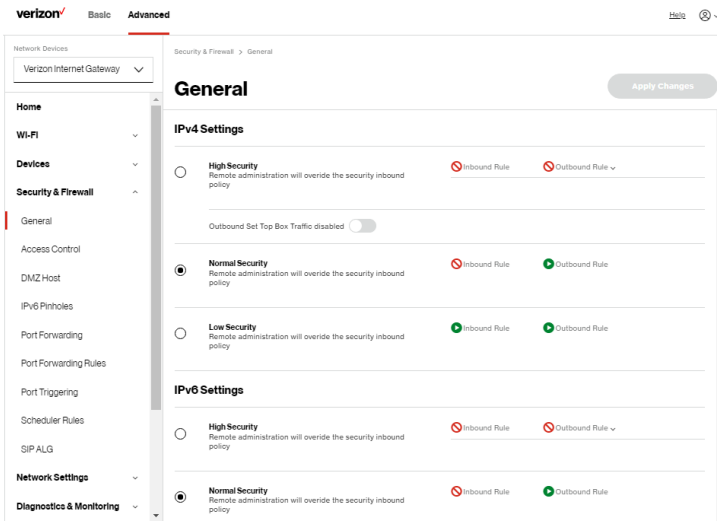 verizon
Basic
Advanced
Help
Network Devices
Verizon Internet Gateway
Home
Wi-Fi
Devices
Security & Firewall
General
Access Control
DMZ Host
IPv6 Pinholes
Port Forwarding
Port Forwarding Rules
Port Triggering
Scheduler Rules
SIP ALG
Network Settings
Diagnostics & Monitoring
Security & Firewall > General
General
Apply Changes
IPv4 Settings
High Security
Remote administration will overide the security inbound
policy
Inbound Rule
Outbound Rule
Outbound Set Top Box Traffic disabled
Normal Security
Remote administration will overide the security inbound
policy
Inbound Rule
Outbound Rule
Low Security
Remote administration will overide the security inbound
policy
Inbound Rule
Outbound Rule
IPv6 Settings
High Security
Remote administration will overide the security inbound
policy
Inbound Rule
Outbound Rule
Normal Security
Remote administration will overide the security inbound
policy
Inbound Rule
Outbound Rule